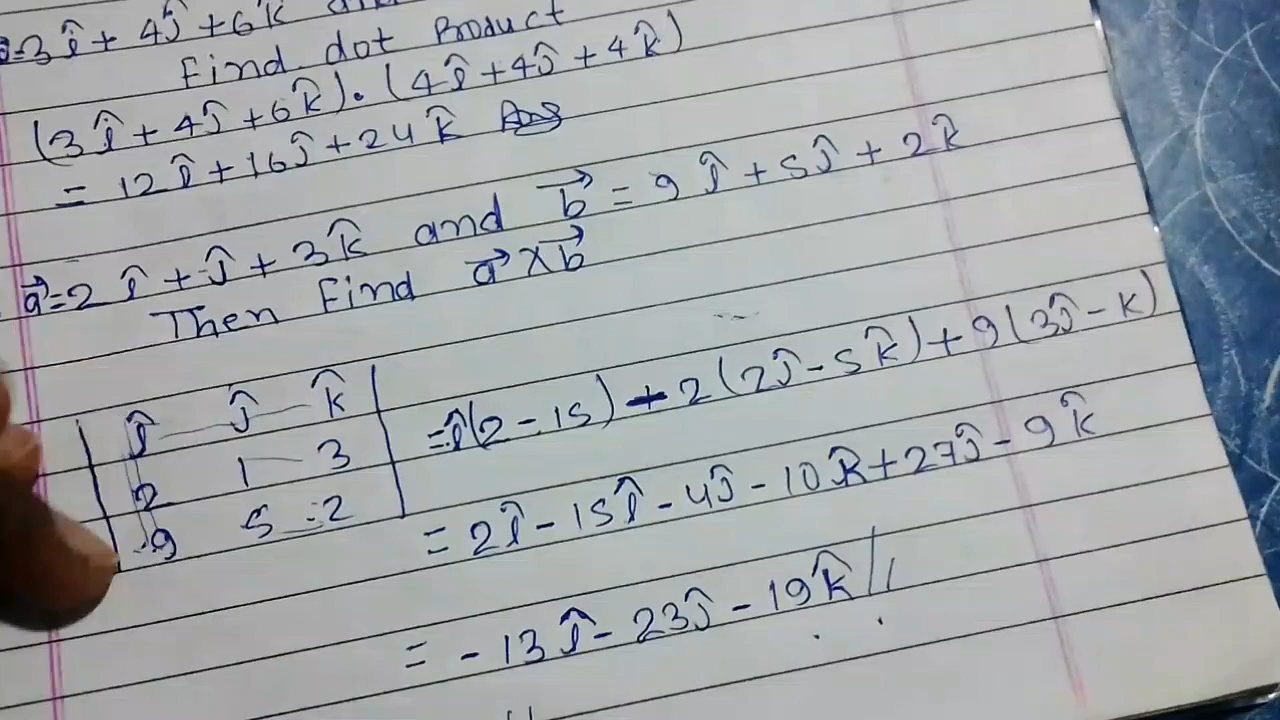 = 3î + 4ĵ + 6k̂ and
Find dot Product
(3î + 4ĵ + 6k̂) . (4î + 4ĵ + 4k̂)
= 12î + 16ĵ + 24k̂ Ans
a⃗ = 2î + ĵ + 3k̂ and b⃗ = 9î + 5ĵ + 2k̂
Then Find a⃗ × b⃗
| î ĵ k̂ |
2 1 3
9 5 2
= î(2 - 15) - 2(2ĵ - 5k̂) + 9(3ĵ - k)
= 2î - 15î - 4ĵ - 10k̂ + 27ĵ - 9k̂
= -13î - 23ĵ - 19k̂ //